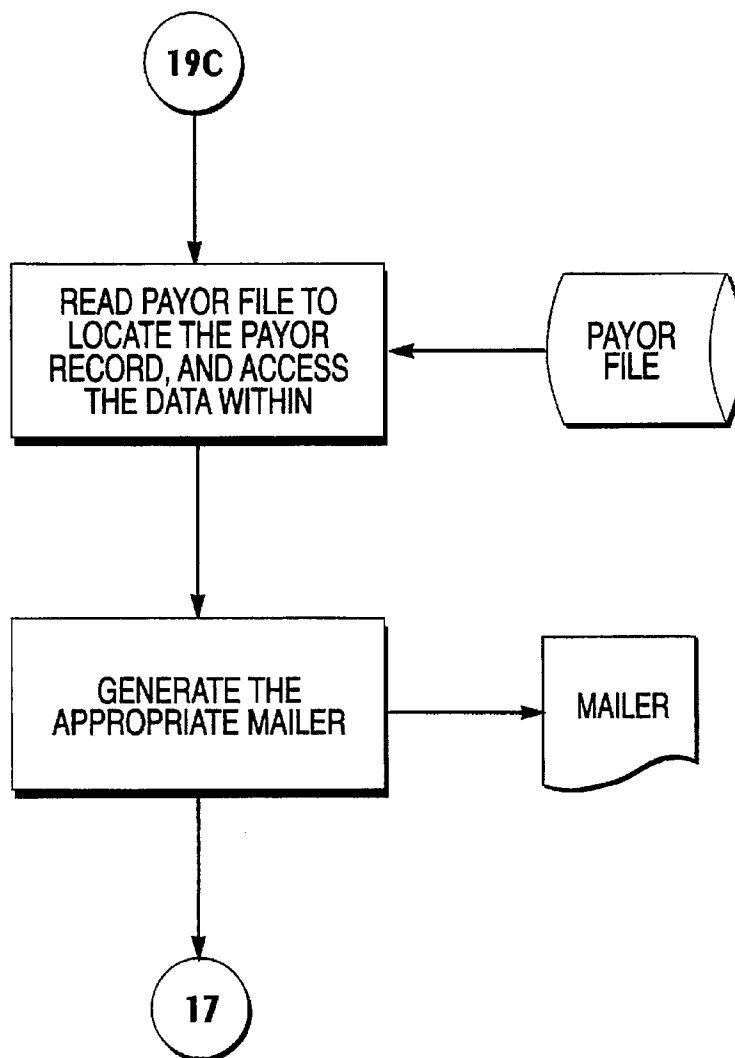 19C
READ PAYOR FILE TO
LOCATE THE PAYOR
RECORD, AND ACCESS
THE DATA WITHIN
PAYOR
FILE
GENERATE THE
APPROPRIATE MAILER
MAILER
17